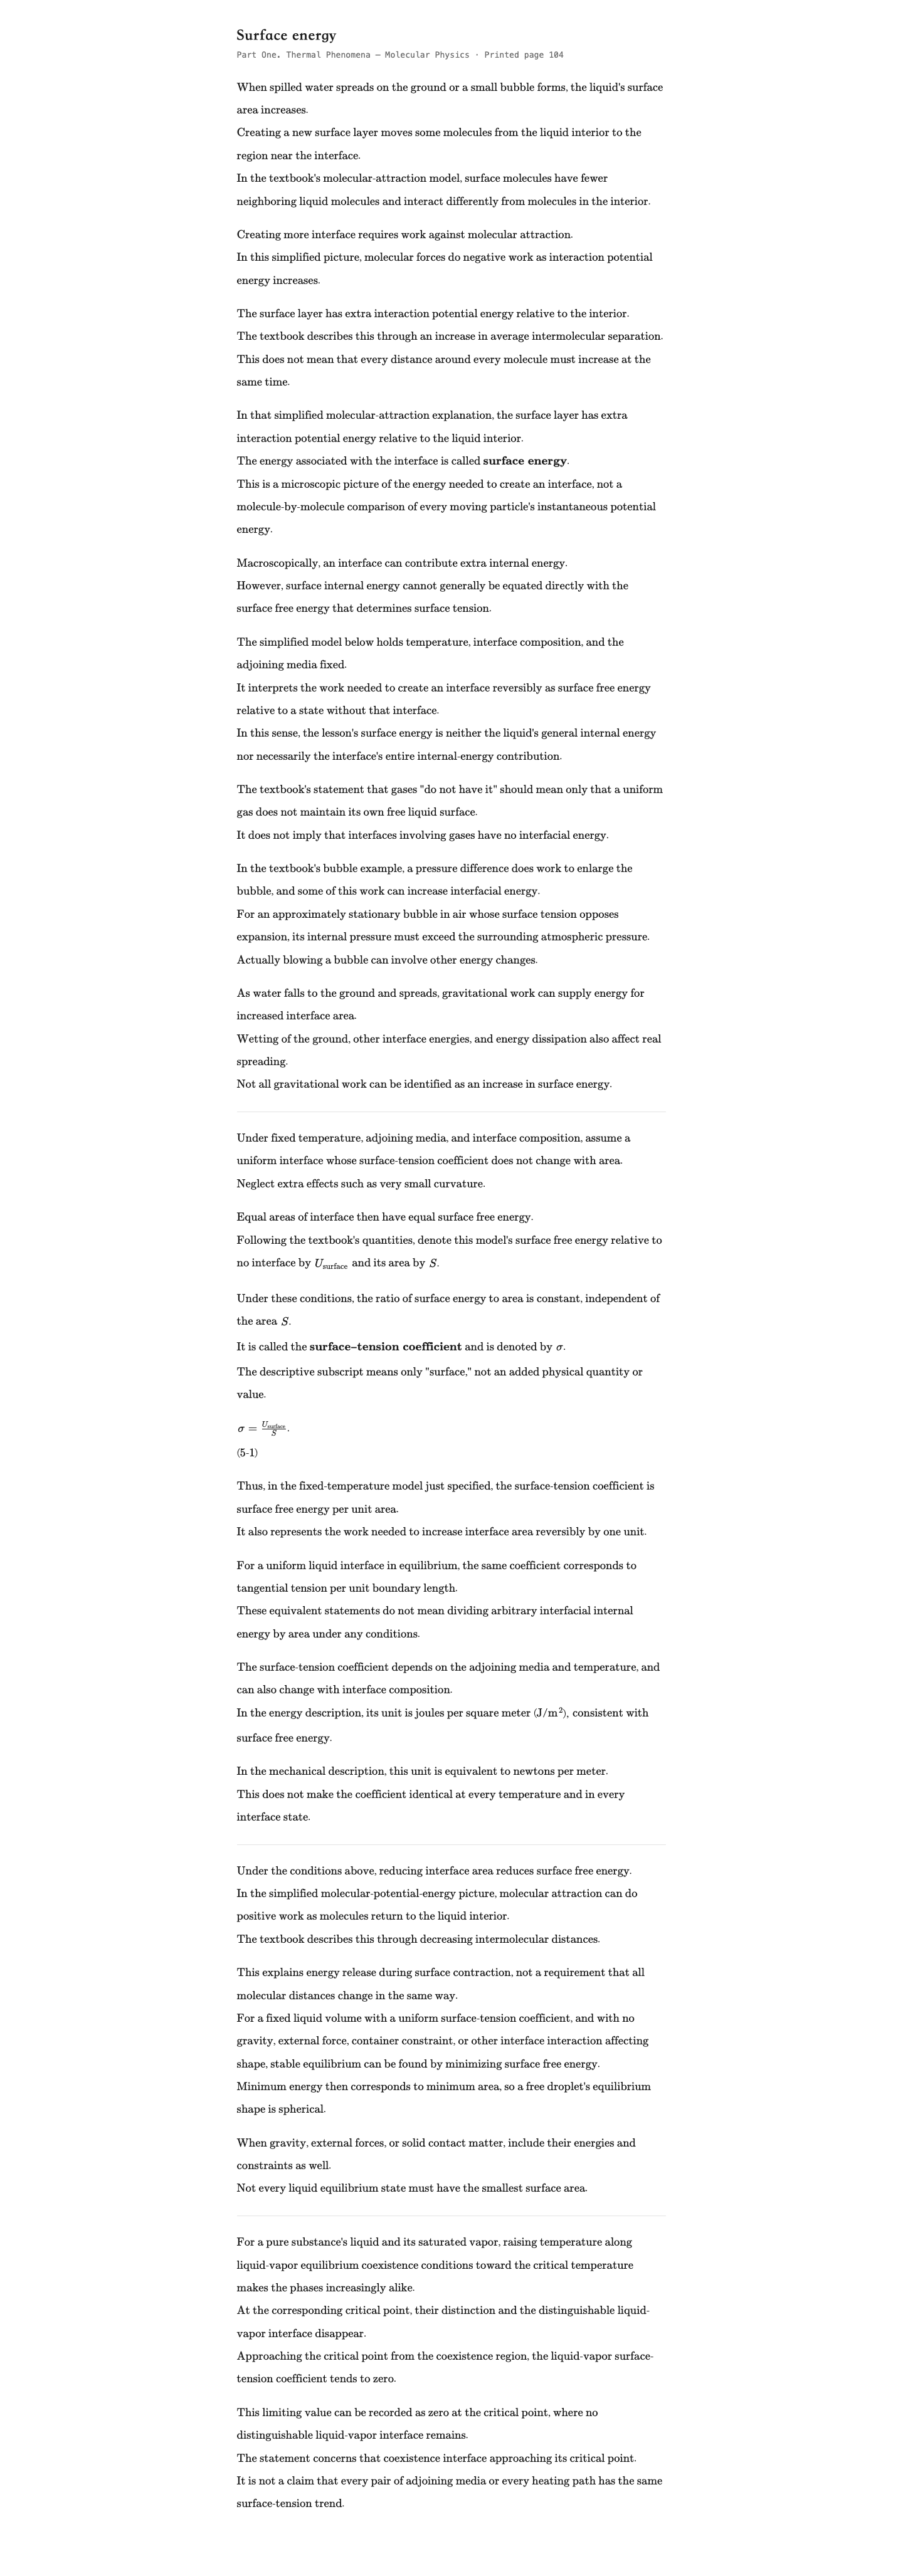 Surface energy
Part One. Thermal Phenomena — Molecular Physics · Printed page 104
When spilled water spreads on the ground or a small bubble forms, the liquid's surface
area increases.
Creating a new surface layer moves some molecules from the liquid interior to the
region near the interface.
In the textbook's molecular-attraction model, surface molecules have fewer
neighboring liquid molecules and interact differently from molecules in the interior.
Creating more interface requires work against molecular attraction.
In this simplified picture, molecular forces do negative work as interaction potential
energy increases.
The surface layer has extra interaction potential energy relative to the interior.
The textbook describes this through an increase in average intermolecular separation.
This does not mean that every distance around every molecule must increase at the
same time.
In that simplified molecular-attraction explanation, the surface layer has extra
interaction potential energy relative to the liquid interior.
The energy associated with the interface is called surface energy.
This is a microscopic picture of the energy needed to create an interface, not a
molecule-by-molecule comparison of every moving particle's instantaneous potential
energy.
Macroscopically, an interface can contribute extra internal energy.
However, surface internal energy cannot generally be equated directly with the
surface free energy that determines surface tension.
The simplified model below holds temperature, interface composition, and the
adjoining media fixed.
It interprets the work needed to create an interface reversibly as surface free energy
relative to a state without that interface.
In this sense, the lesson's surface energy is neither the liquid's general internal energy
nor necessarily the interface's entire internal-energy contribution.
The textbook's statement that gases "do not have it" should mean only that a uniform
gas does not maintain its own free liquid surface.
It does not imply that interfaces involving gases have no interfacial energy.
In the textbook's bubble example, a pressure difference does work to enlarge the
bubble, and some of this work can increase interfacial energy.
For an approximately stationary bubble in air whose surface tension opposes
expansion, its internal pressure must exceed the surrounding atmospheric pressure.
Actually blowing a bubble can involve other energy changes.
As water falls to the ground and spreads, gravitational work can supply energy for
increased interface area.
Wetting of the ground, other interface energies, and energy dissipation also affect real
spreading.
Not all gravitational work can be identified as an increase in surface energy.
Under fixed temperature, adjoining media, and interface composition, assume a
uniform interface whose surface-tension coefficient does not change with area.
Neglect extra effects such as very small curvature.
Equal areas of interface then have equal surface free energy.
Following the textbook's quantities, denote this model's surface free energy relative to
no interface by U_surface and its area by S.
Under these conditions, the ratio of surface energy to area is constant, independent of
the area S.
It is called the surface-tension coefficient and is denoted by σ.
The descriptive subscript means only "surface," not an added physical quantity or
value.
σ = U_surface / S.
(5-1)
Thus, in the fixed-temperature model just specified, the surface-tension coefficient is
surface free energy per unit area.
It also represents the work needed to increase interface area reversibly by one unit.
For a uniform liquid interface in equilibrium, the same coefficient corresponds to
tangential tension per unit boundary length.
These equivalent statements do not mean dividing arbitrary interfacial internal
energy by area under any conditions.
The surface-tension coefficient depends on the adjoining media and temperature, and
can also change with interface composition.
In the energy description, its unit is joules per square meter (J/m²), consistent with
surface free energy.
In the mechanical description, this unit is equivalent to newtons per meter.
This does not make the coefficient identical at every temperature and in every
interface state.
Under the conditions above, reducing interface area reduces surface free energy.
In the simplified molecular-potential-energy picture, molecular attraction can do
positive work as molecules return to the liquid interior.
The textbook describes this through decreasing intermolecular distances.
This explains energy release during surface contraction, not a requirement that all
molecular distances change in the same way.
For a fixed liquid volume with a uniform surface-tension coefficient, and with no
gravity, external force, container constraint, or other interface interaction affecting
shape, stable equilibrium can be found by minimizing surface free energy.
Minimum energy then corresponds to minimum area, so a free droplet's equilibrium
shape is spherical.
When gravity, external forces, or solid contact matter, include their energies and
constraints as well.
Not every liquid equilibrium state must have the smallest surface area.
For a pure substance's liquid and its saturated vapor, raising temperature along
liquid-vapor equilibrium coexistence conditions toward the critical temperature
makes the phases increasingly alike.
At the corresponding critical point, their distinction and the distinguishable liquid-
vapor interface disappear.
Approaching the critical point from the coexistence region, the liquid-vapor surface-
tension coefficient tends to zero.
This limiting value can be recorded as zero at the critical point, where no
distinguishable liquid-vapor interface remains.
The statement concerns that coexistence interface approaching its critical point.
It is not a claim that every pair of adjoining media or every heating path has the same
surface-tension trend.